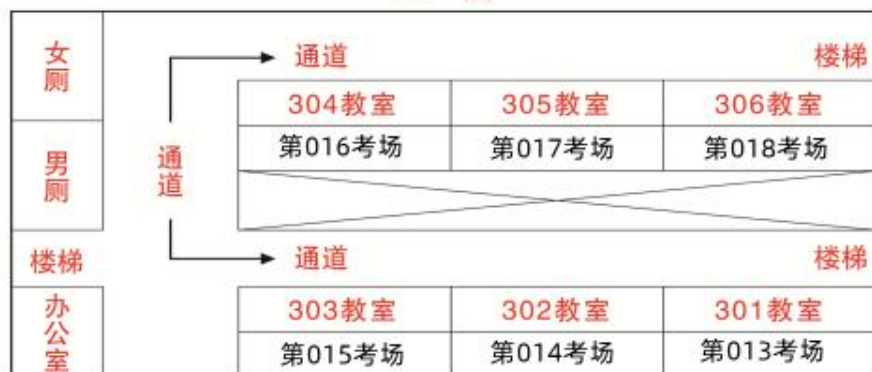 女厕
通道
楼梯
304教室
305教室
306教室
第016考场
第017考场
第018考场
男厕
通道
楼梯
通道
楼梯
办公室
303教室
302教室
301教室
第015考场
第014考场
第013考场